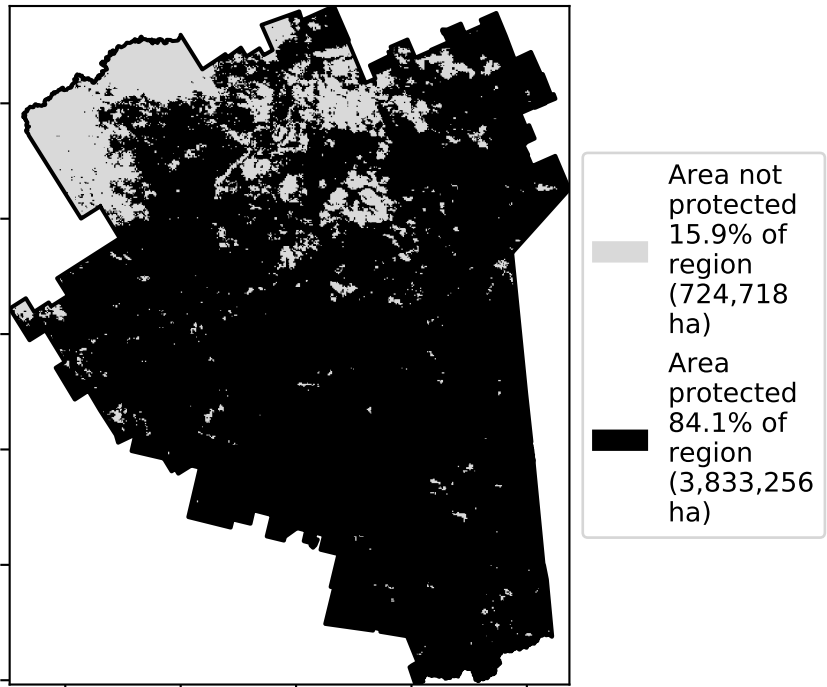 Area not
protected
15.9% of
region
(724,718
ha)
Area
protected
84.1% of
region
(3,833,256
ha)